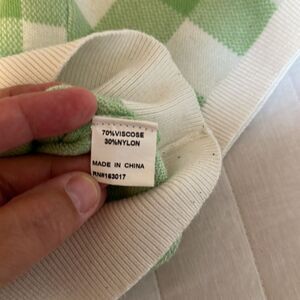 70%VISCOSE
30%NYLON
MADE IN CHINA
RN#163017